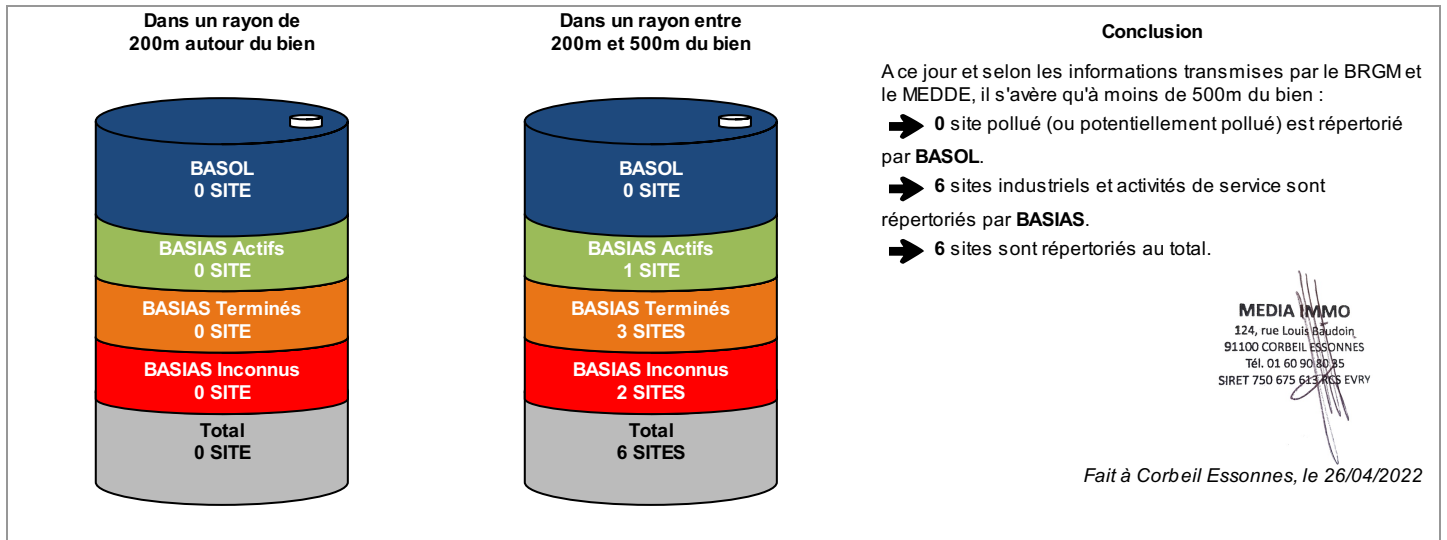 Dans un rayon de
200m autour du bien
BASOL
0 SITE
BASIAS Actifs
0 SITE
BASIAS Terminés
0 SITE
BASIAS Inconnus
0 SITE
Total
0 SITE
Dans un rayon entre
200m et 500m du bien
BASOL
0 SITE
BASIAS Actifs
1 SITE
BASIAS Terminés
3 SITES
BASIAS Inconnus
2 SITES
Total
6 SITES
Conclusion
A ce jour et selon les informations transmises par le BRGM et
le MEDDE, il s'avère qu'à moins de 500m du bien :
0 site pollué (ou potentiellement pollué) est répertorié
par BASOL.
6 sites industriels et activités de service sont
répertoriés par BASIAS.
6 sites sont répertoriés au total.
MEDIA IMMO
124, rue Louis Baudoin
91100 CORBEIL ESSONNES
Tél. 01 60 90 80 85
SIRET 750 675 613 RCS EVRY
Fait à Corbeil Essonnes, le 26/04/2022